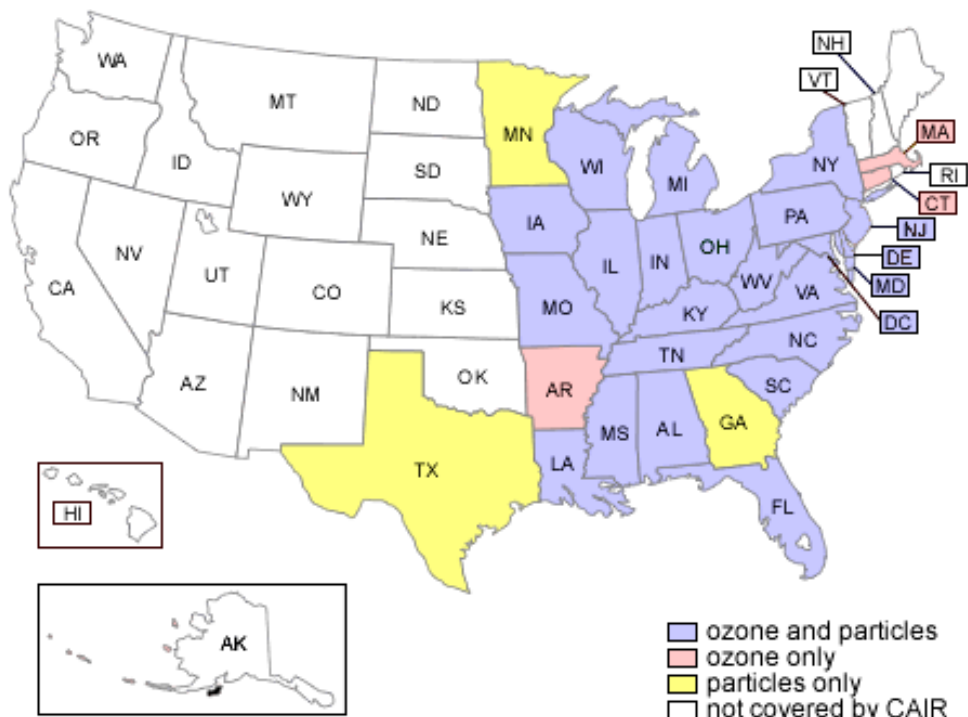 NH
WA
VT
MT
ND
MN
MA
OR
ID
SD
WI
NY
RI
MI
WY
CT
IA
PA
NJ
NE
NV
OH
DE
IL
IN
UT
WV
MD
CA
CO
VA
KS
MO
KY
DC
NC
TN
AZ
OK
AR
SC
NM
MS
AL
GA
TX
LA
FL
HI
AK
ozone and particles
ozone only
particles only
not covered by CAIR